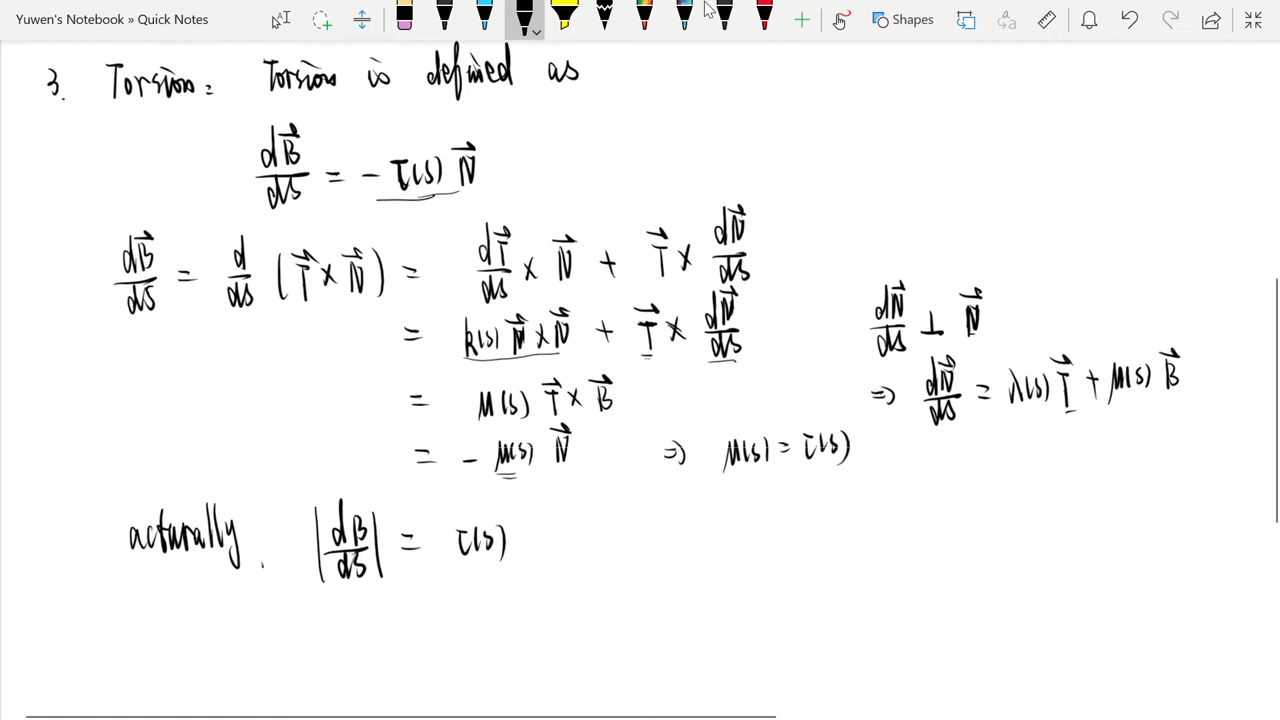 Yuwen's Notebook » Quick Notes
Shapes
3. Torsion: Torsion is defined as
dB⃗/ds = - τ(s) N⃗
dB⃗/ds = d/ds (T⃗ × N⃗) = dT⃗/ds × N⃗ + T⃗ × dN⃗/ds
= k(s) N⃗ × N⃗ + T⃗ × dN⃗/ds
dN⃗/ds ⊥ N⃗
= μ(s) T⃗ × B⃗
⇒ dN⃗/ds = λ(s) T⃗ + μ(s) B⃗
= - μ(s) N⃗ ⇒ μ(s) = τ(s)
acturally. |dB⃗/ds| = τ(s)